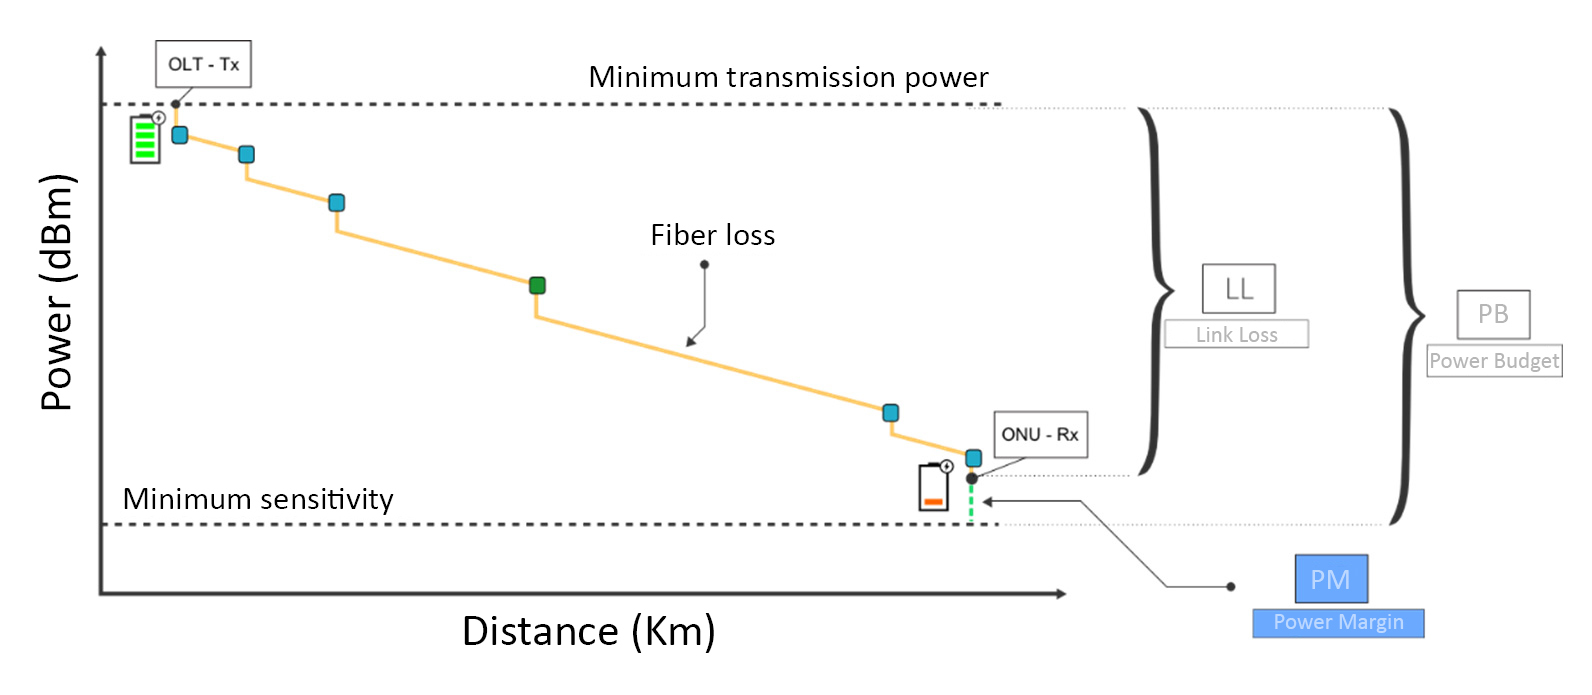 OLT - Tx
Minimum transmission power
Power (dBm)
Fiber loss
LL
Link Loss
PB
Power Budget
ONU - Rx
Minimum sensitivity
PM
Power Margin
Distance (Km)